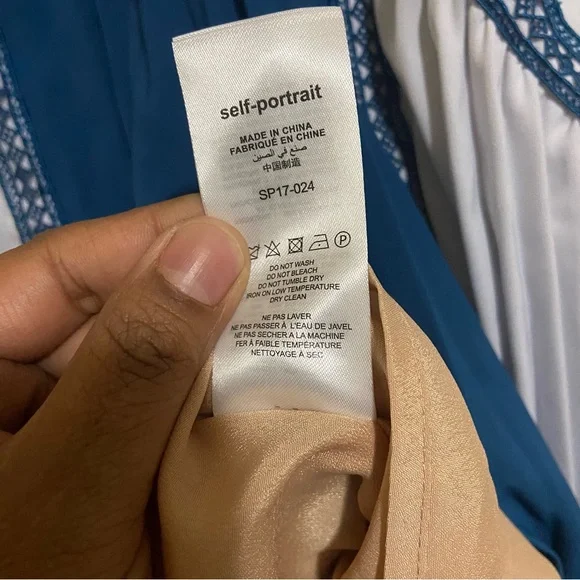 self-portrait
MADE IN CHINA
FABRIQUÉ EN CHINE
صنع في الصين
中国制造
SP17-024
DO NOT WASH
DO NOT BLEACH
DO NOT TUMBLE DRY
IRON ON LOW TEMPERATURE
DRY CLEAN
NE PAS LAVER
NE PAS PASSER À L'EAU DE JAVEL
NE PAS SECHER A LA MACHINE
FER À FAIBLE TEMPÉRATURE
NETTOYAGE À SEC